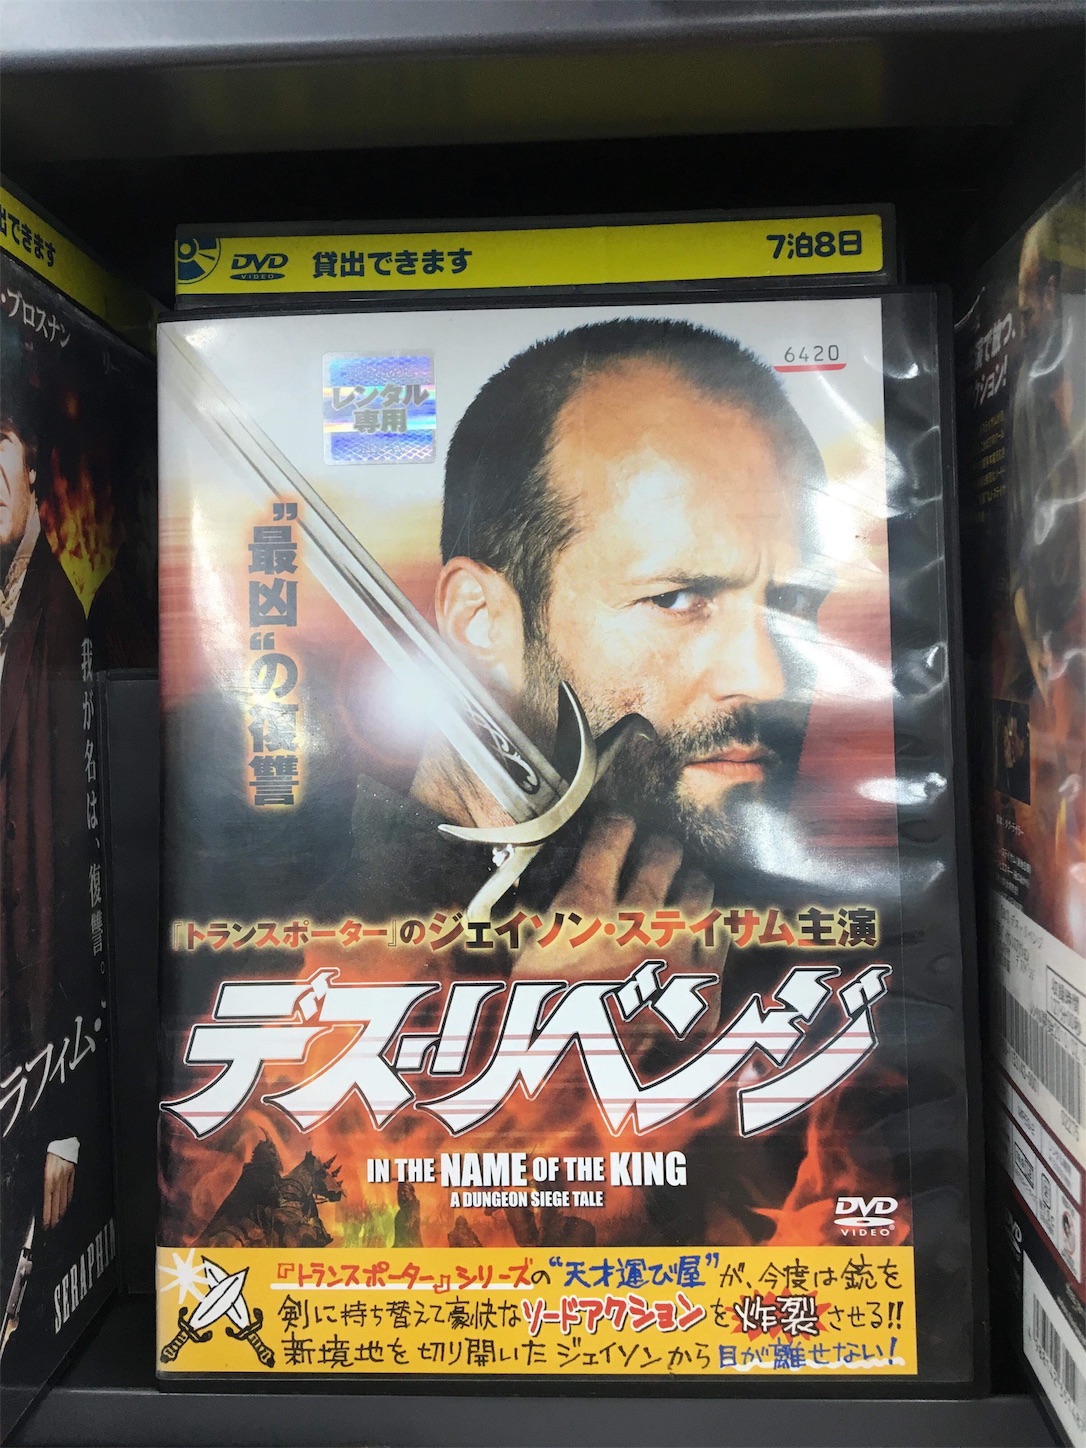 DVD VIDEO 貸出できます 7泊8日
出できます
・ブロスナン
6420
レンタル
専用
"最凶"の復讐
我が名は、復讐。
ラフィム・
SERAPHI
『トランスポーター』のジェイソン・ステイサム主演
デス・リベンジ
IN THE NAME OF THE KING
A DUNGEON SIEGE TALE
DVD
VIDEO
『トランスポーター』シリーズの"天才運び屋"が、今度は銃を
剣に持ち替えて豪快なソードアクションを炸裂させる!!
新境地を切り開いたジェイソンから目が離せない!
クション!